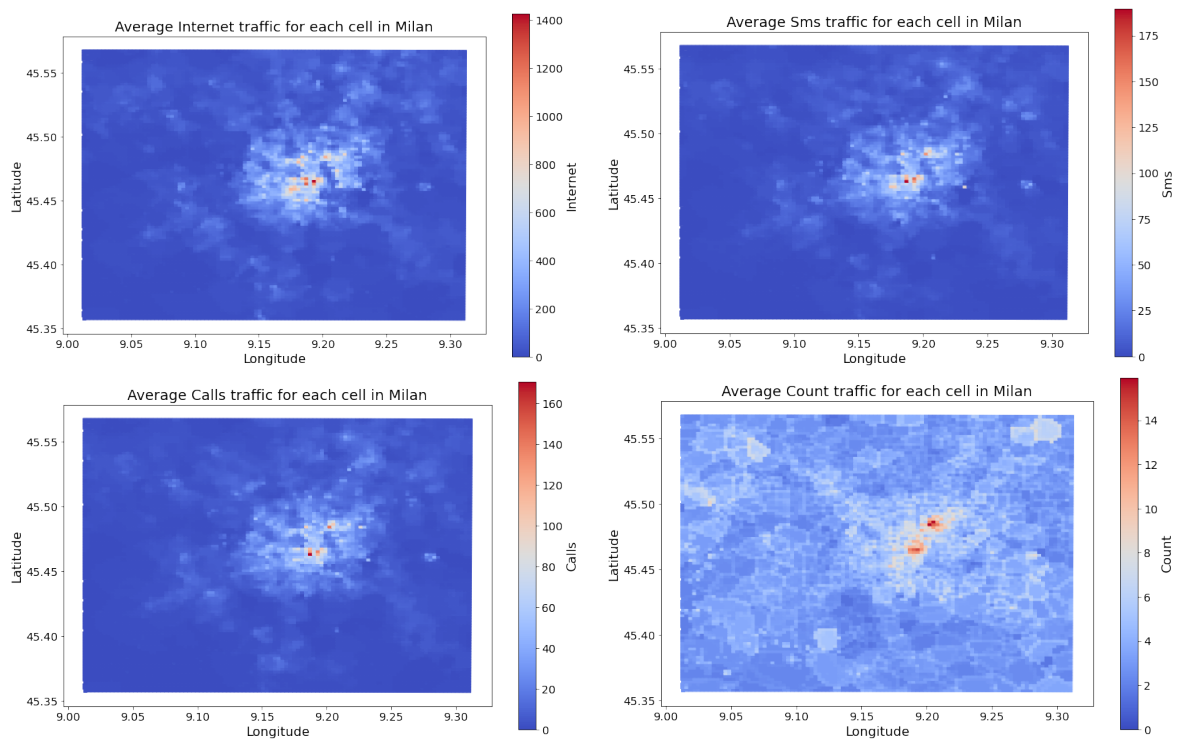 Average Internet traffic for each cell in Milan
1400
1200
1000
800
600
400
200
0
Internet
45.55
45.50
45.45
45.40
45.35
Latitude
9.00 9.05 9.10 9.15 9.20 9.25 9.30
Longitude
Average Sms traffic for each cell in Milan
175
150
125
100
75
50
25
0
Sms
45.55
45.50
45.45
45.40
45.35
Latitude
9.00 9.05 9.10 9.15 9.20 9.25 9.30
Longitude
Average Calls traffic for each cell in Milan
160
140
120
100
80
60
40
20
0
Calls
45.55
45.50
45.45
45.40
45.35
Latitude
9.00 9.05 9.10 9.15 9.20 9.25 9.30
Longitude
Average Count traffic for each cell in Milan
14
12
10
8
6
4
2
0
Count
45.55
45.50
45.45
45.40
45.35
Latitude
9.00 9.05 9.10 9.15 9.20 9.25 9.30
Longitude